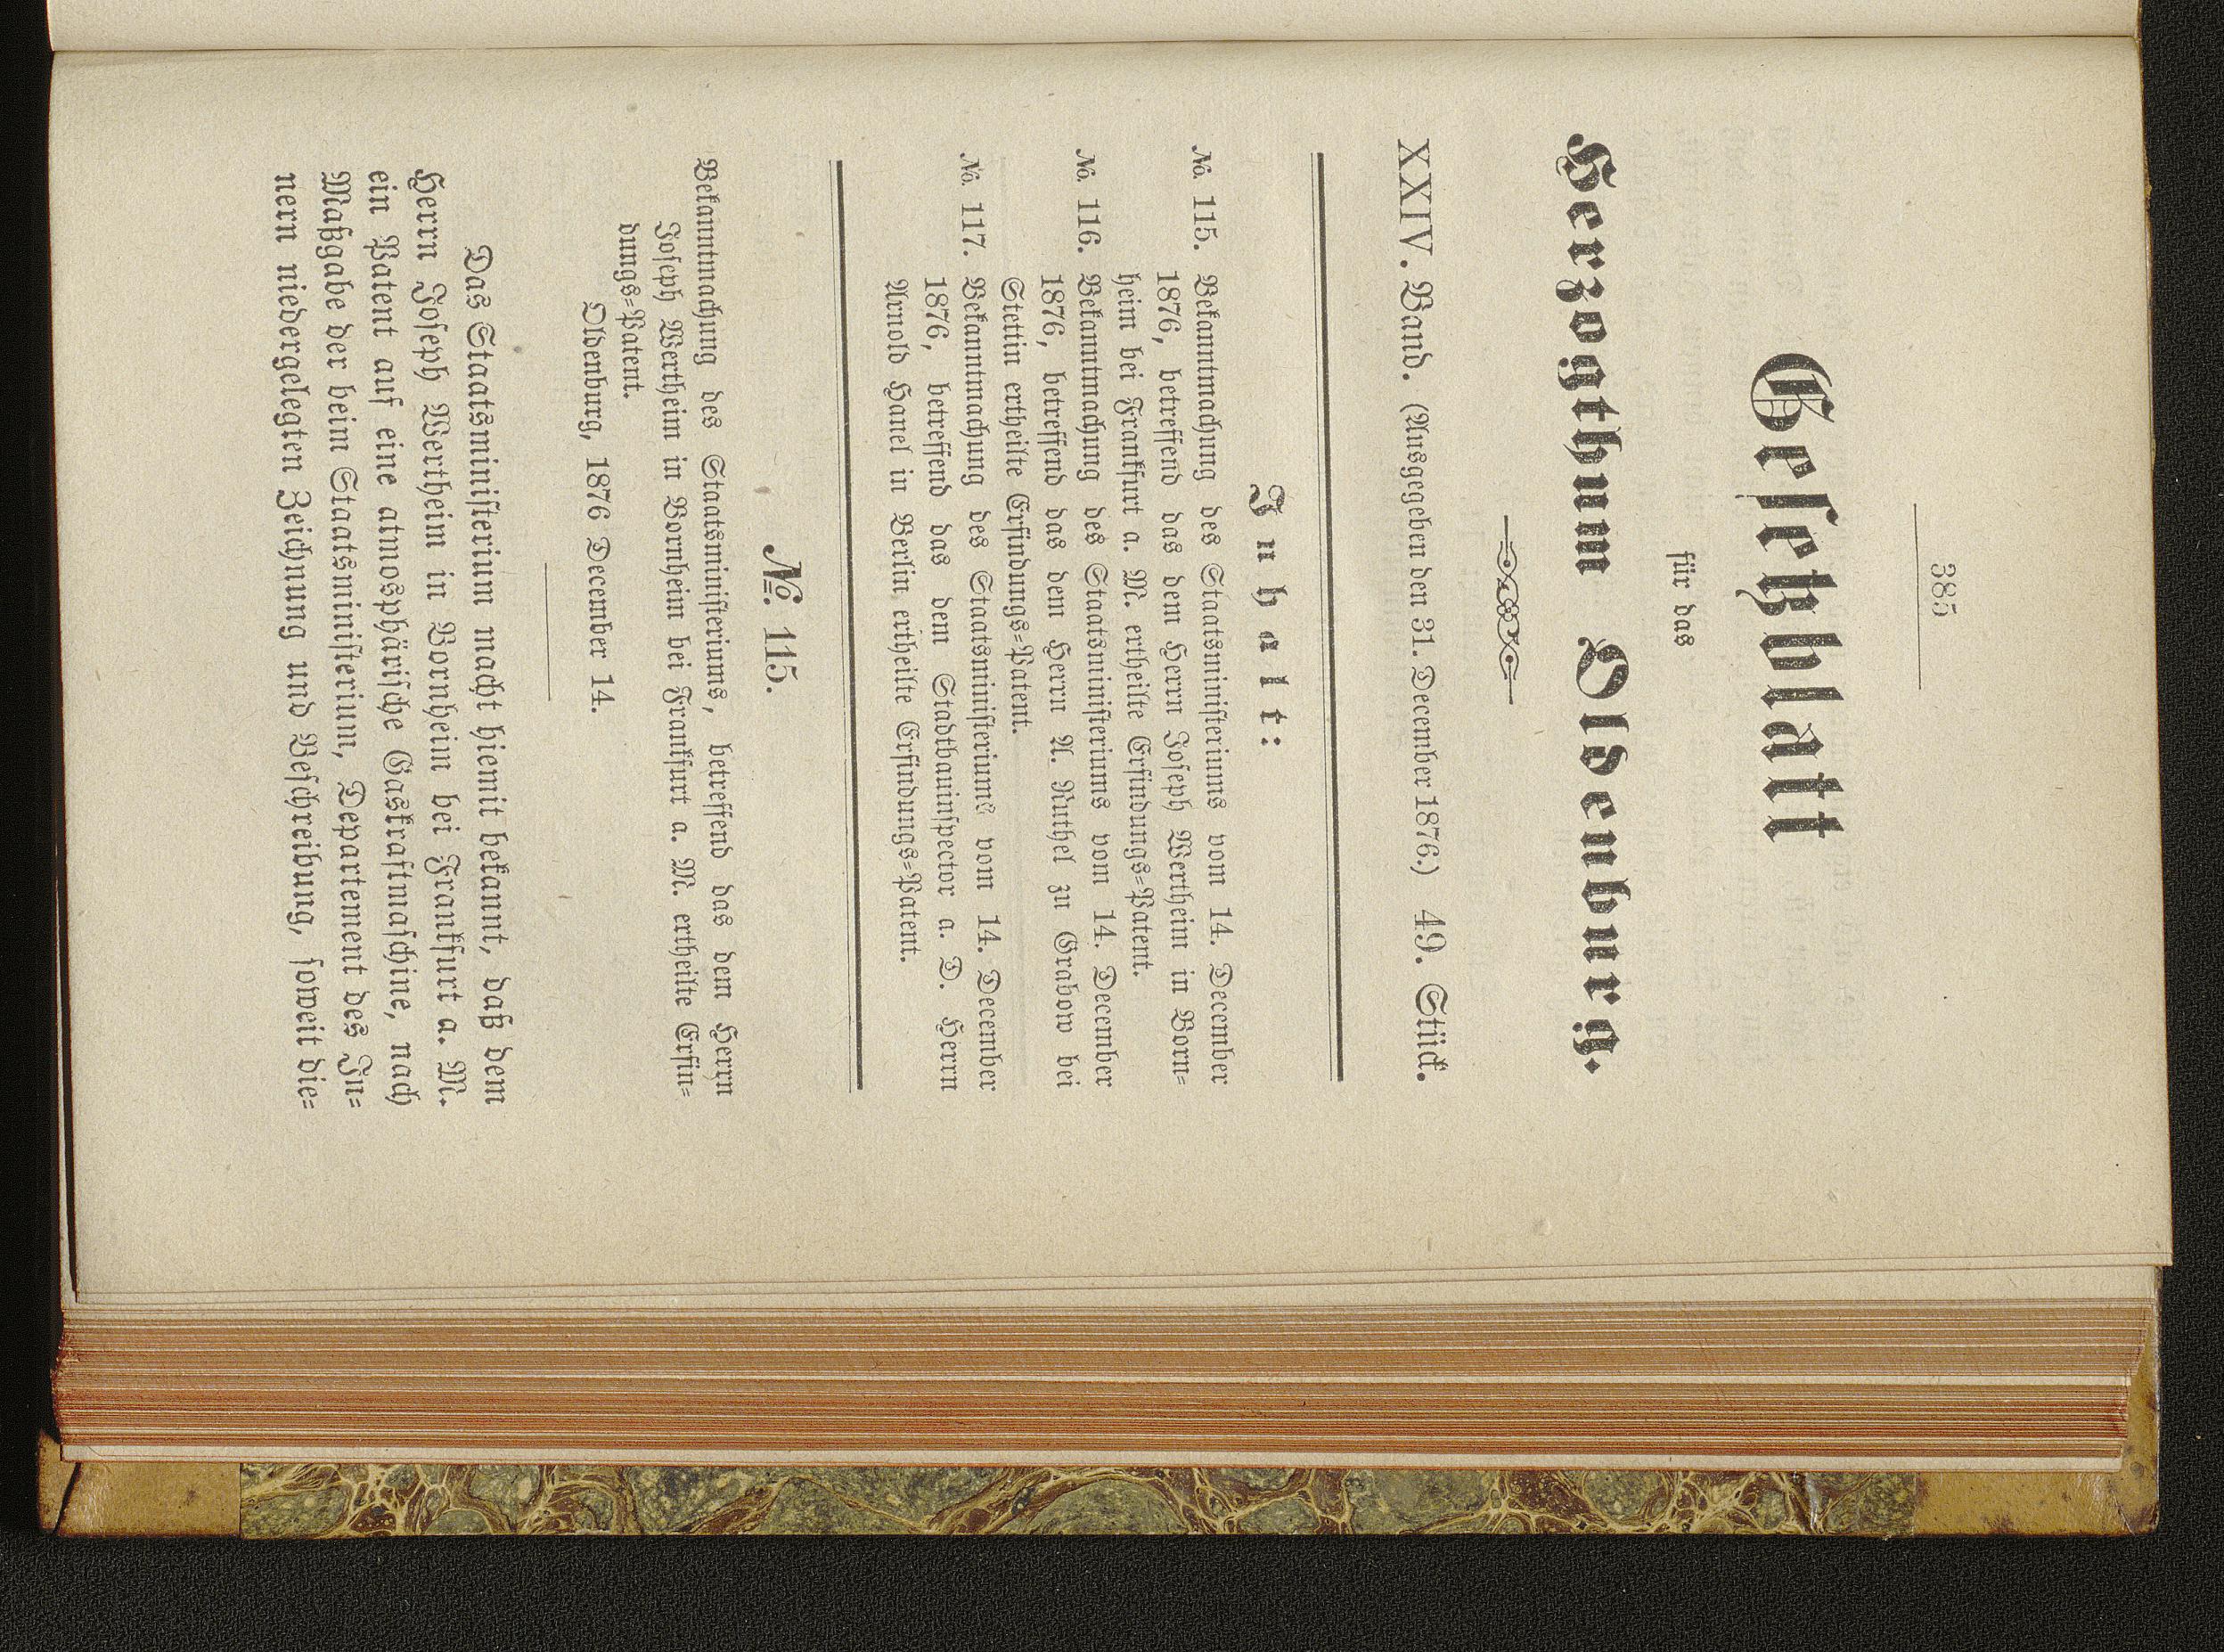 385
Gesetzblatt
für das
Herzogthum Oldenburg.
XXIV. Band. (Ausgegeben den 31. December 1876.) 49. Stück.
Inhalt:
№. 115. Bekanntmachung des Staatsministeriums vom 14. December
1876, betreffend das dem Herrn Joseph Wertheim in Born=
heim bei Frankfurt a. M. ertheilte Erfindungs=Patent.
№. 116. Bekanntmachung des Staatsministeriums vom 14. December
1876, betreffend das dem Herrn A. Ruthel zu Grabow bei
Stettin ertheilte Erfindungs=Patent.
№. 117. Bekanntmachung des Staatsministeriums vom 14. December
1876, betreffend das dem Stadtbauinspector a. D. Herrn
Arnold Hanel in Berlin ertheilte Erfindungs=Patent.
№. 115.
Bekanntmachung des Staatsministeriums, betreffend das dem Herrn
Joseph Wertheim in Bornheim bei Frankfurt a. M. ertheilte Erfin=
dungs=Patent.
Oldenburg, 1876 December 14.
Das Staatsministerium macht hiemit bekannt, daß dem
Herrn Joseph Wertheim in Bornheim bei Frankfurt a. M.
ein Patent auf eine atmosphärische Gaskraftmaschine, nach
Maßgabe der beim Staatsministerium, Departement des In=
nern niedergelegten Zeichnung und Beschreibung, soweit die=